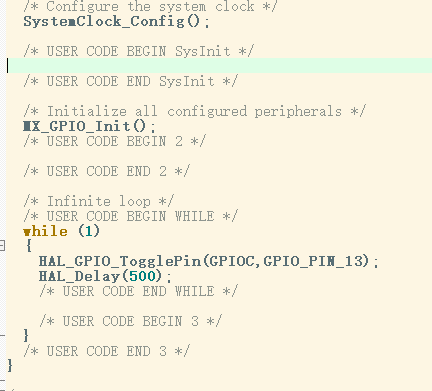 /* Configure the system clock */
SystemClock_Config();
/* USER CODE BEGIN SysInit */
/* USER CODE END SysInit */
/* Initialize all configured peripherals */
MX_GPIO_Init();
/* USER CODE BEGIN 2 */
/* USER CODE END 2 */
/* Infinite loop */
/* USER CODE BEGIN WHILE */
while (1)
{
HAL_GPIO_TogglePin(GPIOC,GPIO_PIN_13);
HAL_Delay(500);
/* USER CODE END WHILE */
/* USER CODE BEGIN 3 */
}
/* USER CODE END 3 */
}